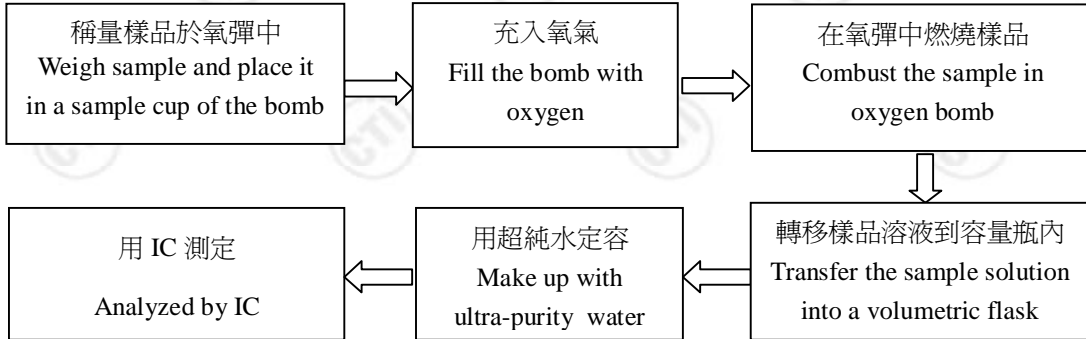 稱量樣品於氧彈中
Weigh sample and place it
in a sample cup of the bomb
充入氧氣
Fill the bomb with
oxygen
在氧彈中燃燒樣品
Combust the sample in
oxygen bomb
轉移樣品溶液到容量瓶內
Transfer the sample solution
into a volumetric flask
用超純水定容
Make up with
ultra-purity water
用 IC 測定
Analyzed by IC
CTI
CTI
CTI